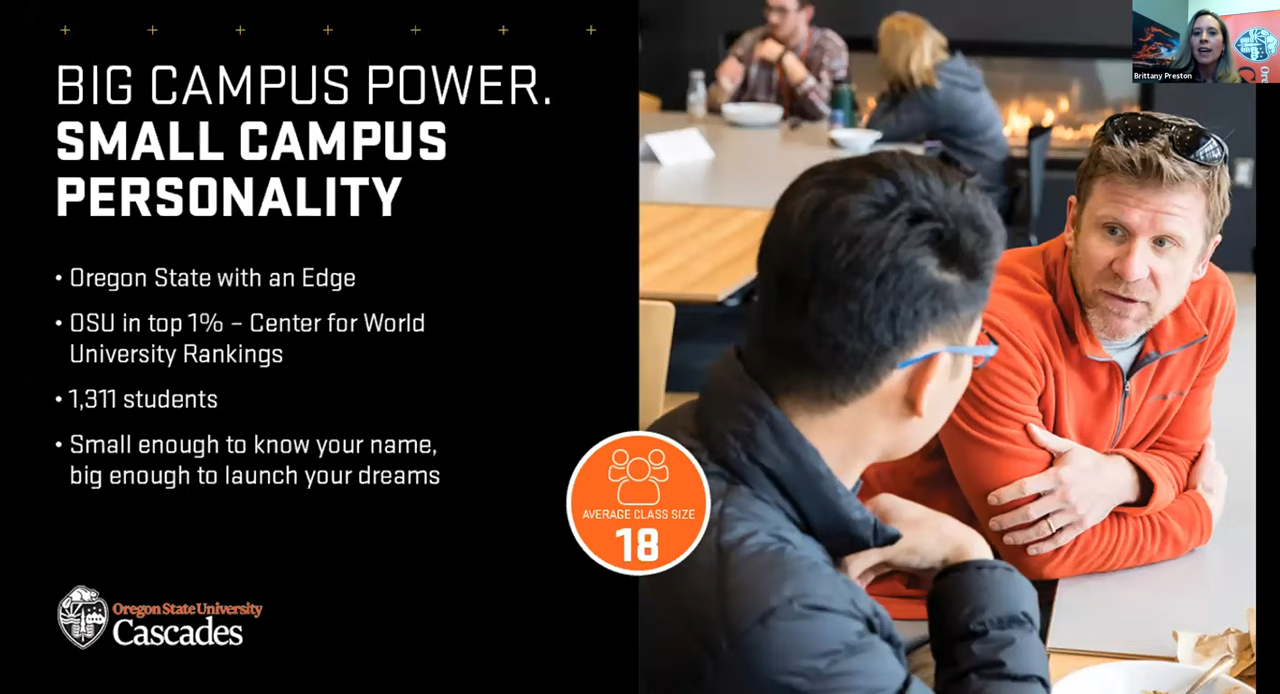 BIG CAMPUS POWER.
SMALL CAMPUS
PERSONALITY
• Oregon State with an Edge
• OSU in top 1% – Center for World
University Rankings
• 1,311 students
• Small enough to know your name,
big enough to launch your dreams
AVERAGE CLASS SIZE
18
Oregon State University
Cascades
Brittany Preston